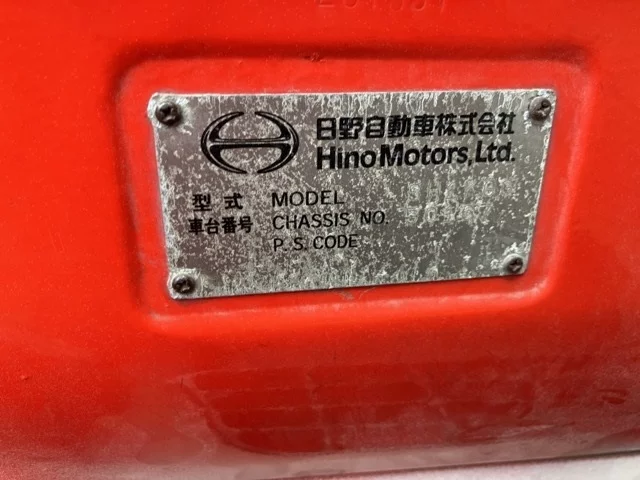 日野自動車株式会社
Hino Motors, Ltd.
型式 MODEL
車台番号 CHASSIS NO.
P. S. CODE